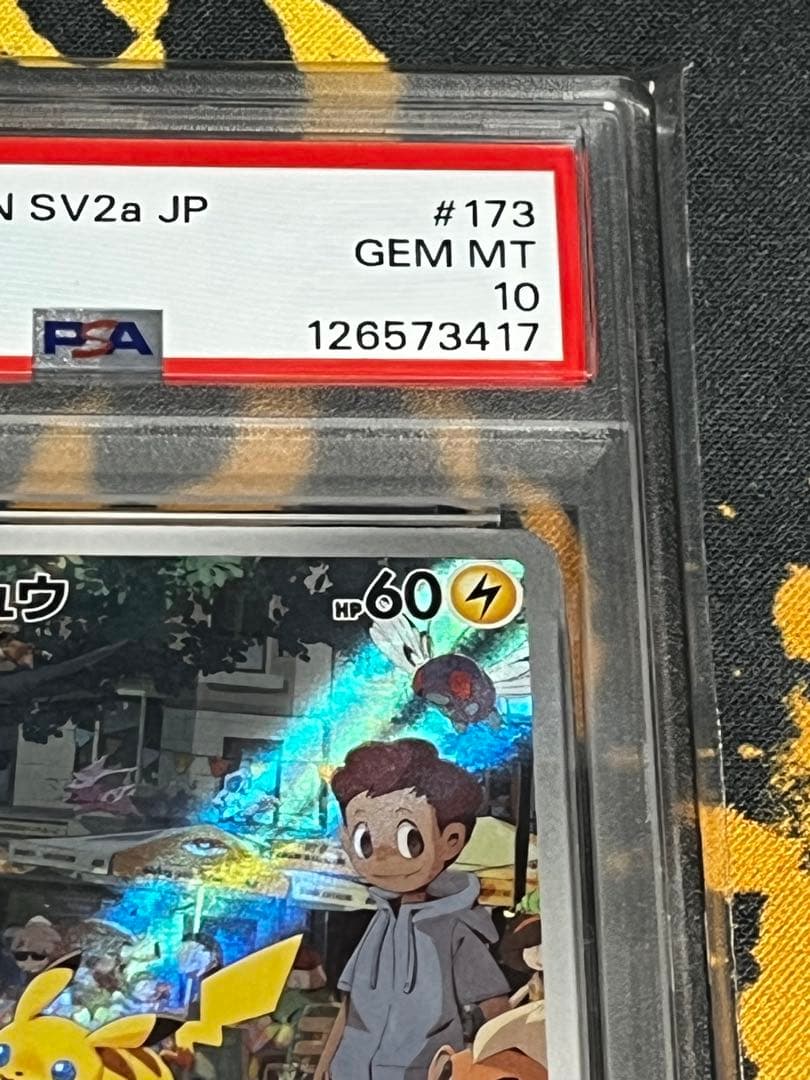 N SV2a JP
#173
GEM MT
10
PSA
126573417
ュウ
HP60